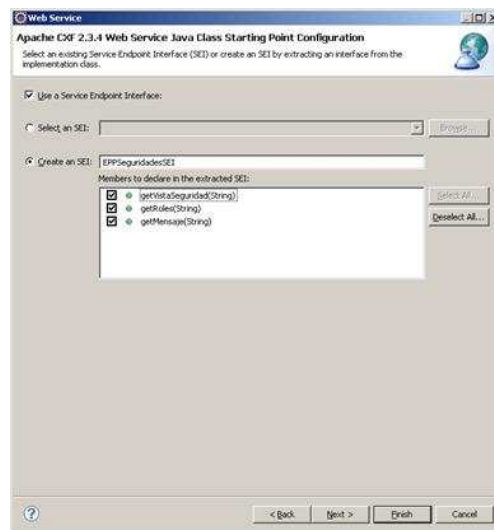 Web Service
Apache CXF 2.3.4 Web Service Java Class Starting Point Configuration
Select an existing Service Endpoint Interface (SEI) or create an SEI by extracting an interface from the
implementation class.
Use a Service Endpoint Interface:
Select an SEI:
Browse...
Create an SEI: EPPSeguridadesSEI
Members to declare in the extracted SEI:
getVistaSeguridad(String)
getRoles(String)
getMensaje(String)
Select All...
Deselect All...
< Back
Next >
Finish
Cancel